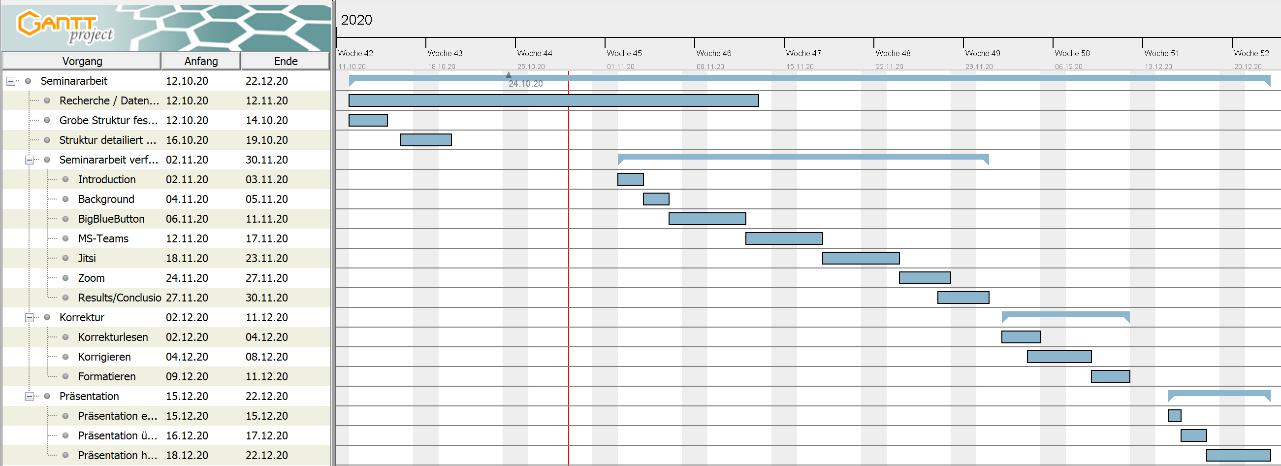 GANTT
project
2020
Woche 42 Woche 43 Woche 44 Woche 45 Woche 46 Woche 47 Woche 48 Woche 49 Woche 50 Woche 51 Woche 52
Vorgang Anfang Ende
11.10.20 18.10.20 25.10.20 01.11.20 08.11.20 15.11.20 22.11.20 29.11.20 06.12.20 13.12.20 20.12.20
Seminararbeit 12.10.20 22.12.20
24.10.20
Recherche / Daten... 12.10.20 12.11.20
Grobe Struktur fes... 12.10.20 14.10.20
Struktur detailiert ... 16.10.20 19.10.20
Seminararbeit verf... 02.11.20 30.11.20
Introduction 02.11.20 03.11.20
Background 04.11.20 05.11.20
BigBlueButton 06.11.20 11.11.20
MS-Teams 12.11.20 17.11.20
Jitsi 18.11.20 23.11.20
Zoom 24.11.20 27.11.20
Results/Conclusio 27.11.20 30.11.20
Korrektur 02.12.20 11.12.20
Korrekturlesen 02.12.20 04.12.20
Korrigieren 04.12.20 08.12.20
Formatieren 09.12.20 11.12.20
Präsentation 15.12.20 22.12.20
Präsentation e... 15.12.20 15.12.20
Präsentation ü... 16.12.20 17.12.20
Präsentation h... 18.12.20 22.12.20